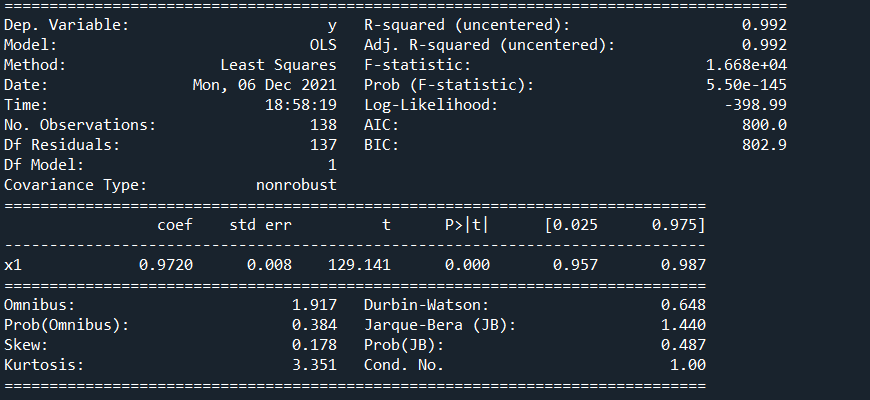 ==============================================================================
Dep. Variable:                      y   R-squared (uncentered):                   0.992
Model:                            OLS   Adj. R-squared (uncentered):              0.992
Method:                 Least Squares   F-statistic:                          1.668e+04
Date:                Mon, 06 Dec 2021   Prob (F-statistic):                   5.50e-145
Time:                        18:58:19   Log-Likelihood:                         -398.99
No. Observations:                 138   AIC:                                      800.0
Df Residuals:                     137   BIC:                                      802.9
Df Model:                           1
Covariance Type:            nonrobust
==============================================================================
                 coef    std err          t      P>|t|      [0.025      0.975]
------------------------------------------------------------------------------
x1             0.9720      0.008    129.141      0.000       0.957       0.987
==============================================================================
Omnibus:                        1.917   Durbin-Watson:                   0.648
Prob(Omnibus):                  0.384   Jarque-Bera (JB):                1.440
Skew:                           0.178   Prob(JB):                        0.487
Kurtosis:                       3.351   Cond. No.                         1.00
==============================================================================